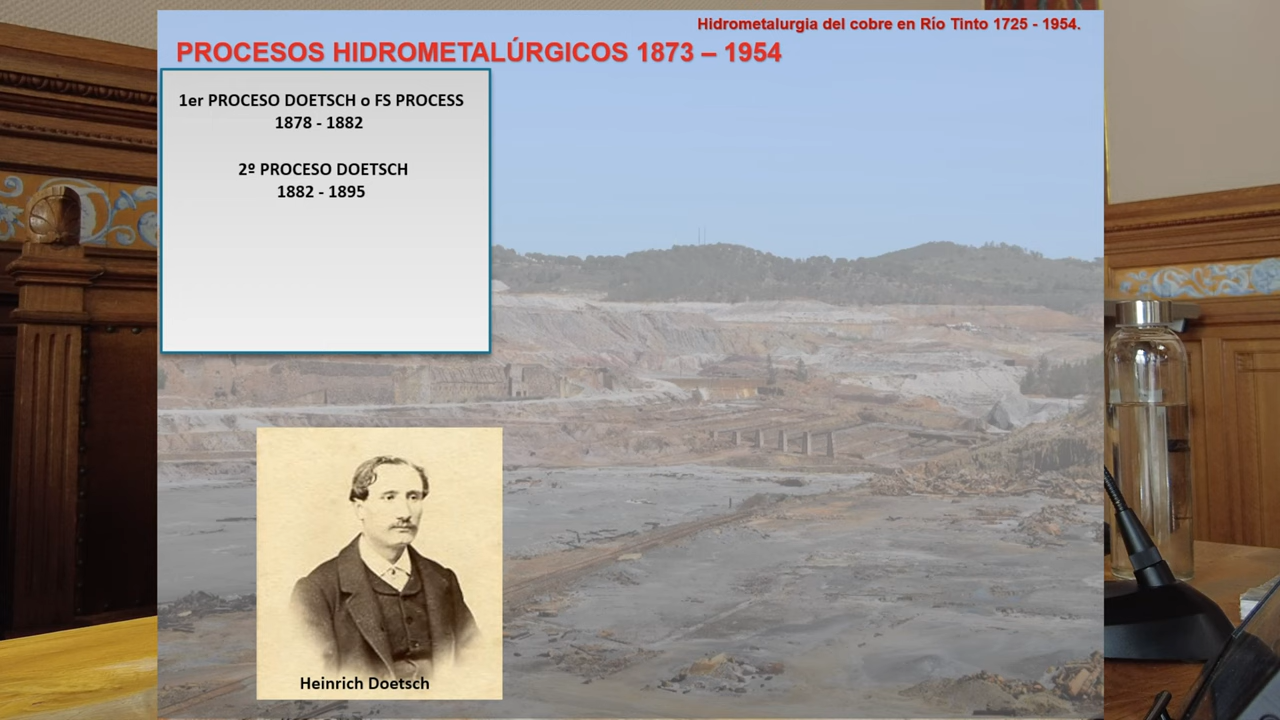 Hidrometalurgia del cobre en Río Tinto 1725 - 1954.
PROCESOS HIDROMETALÚRGICOS 1873 – 1954
1er PROCESO DOETSCH o FS PROCESS
1878 - 1882
2º PROCESO DOETSCH
1882 - 1895
Heinrich Doetsch